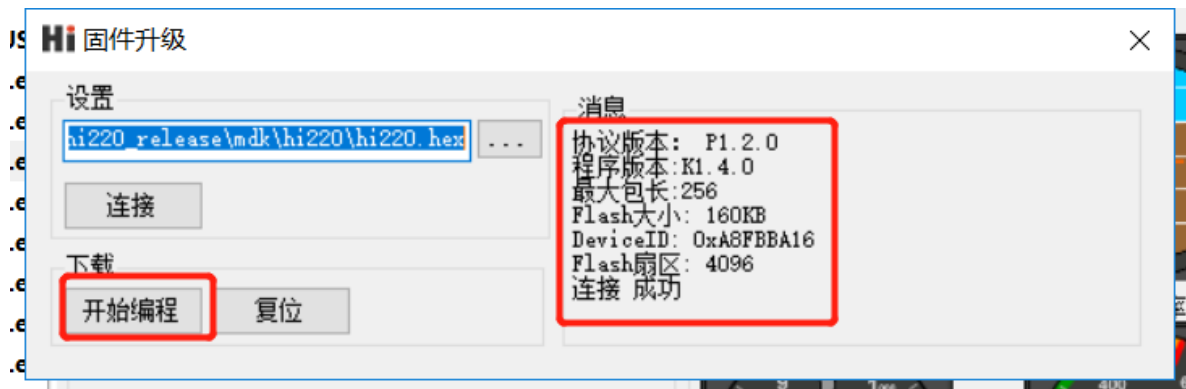 Hi 固件升级
设置
hi220_release\mdk\hi220\hi220.hex
...
连接
下载
开始编程
复位
消息
协议版本: P1.2.0
程序版本:K1.4.0
最大包长:256
Flash大小: 160KB
DeviceID: 0xA8FBBA16
Flash扇区: 4096
连接 成功
400